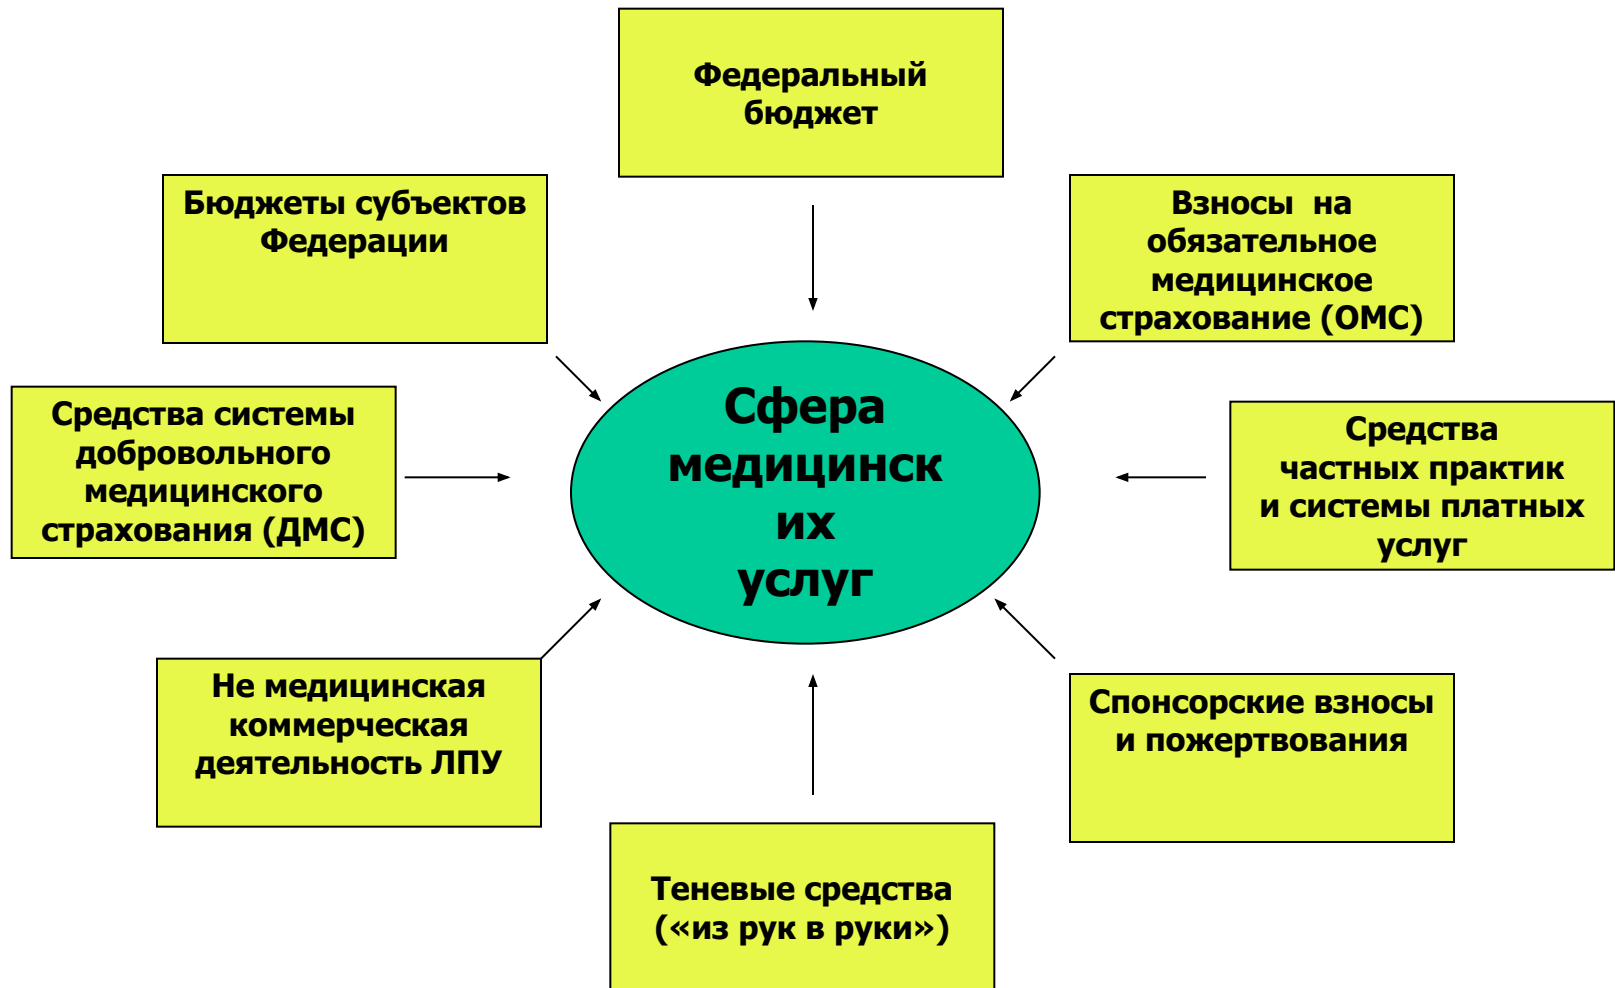 Федеральный
бюджет
Бюджеты субъектов
Федерации
Взносы на
обязательное
медицинское
страхование (ОМС)
Средства системы
добровольного
медицинского
страхования (ДМС)
Сфера
медицинск
их
услуг
Средства
частных практик
и системы платных
услуг
Не медицинская
коммерческая
деятельность ЛПУ
Спонсорские взносы
и пожертвования
Теневые средства
(«из рук в руки»)